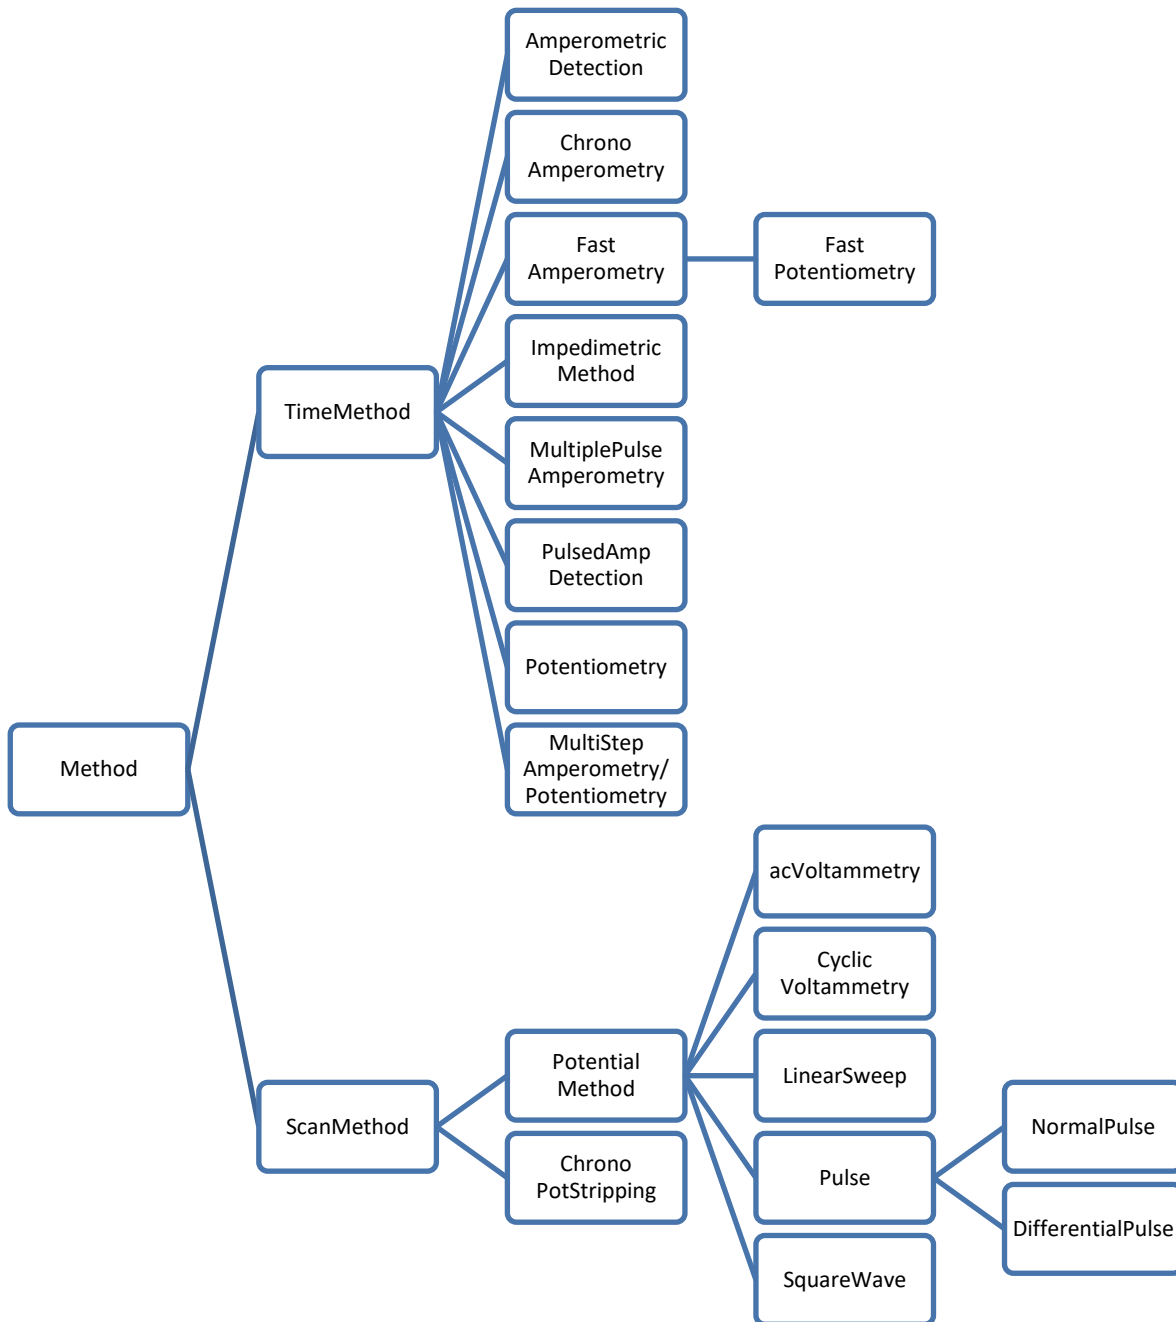 Amperometric
Detection
Chrono
Amperometry
Fast
Amperometry
Fast
Potentiometry
Impedimetric
Method
TimeMethod
MultiplePulse
Amperometry
PulsedAmp
Detection
Potentiometry
Method
MultiStep
Amperometry/
Potentiometry
acVoltammetry
Cyclic
Voltammetry
Potential
Method
LinearSweep
ScanMethod
NormalPulse
Chrono
PotStripping
Pulse
DifferentialPulse
SquareWave